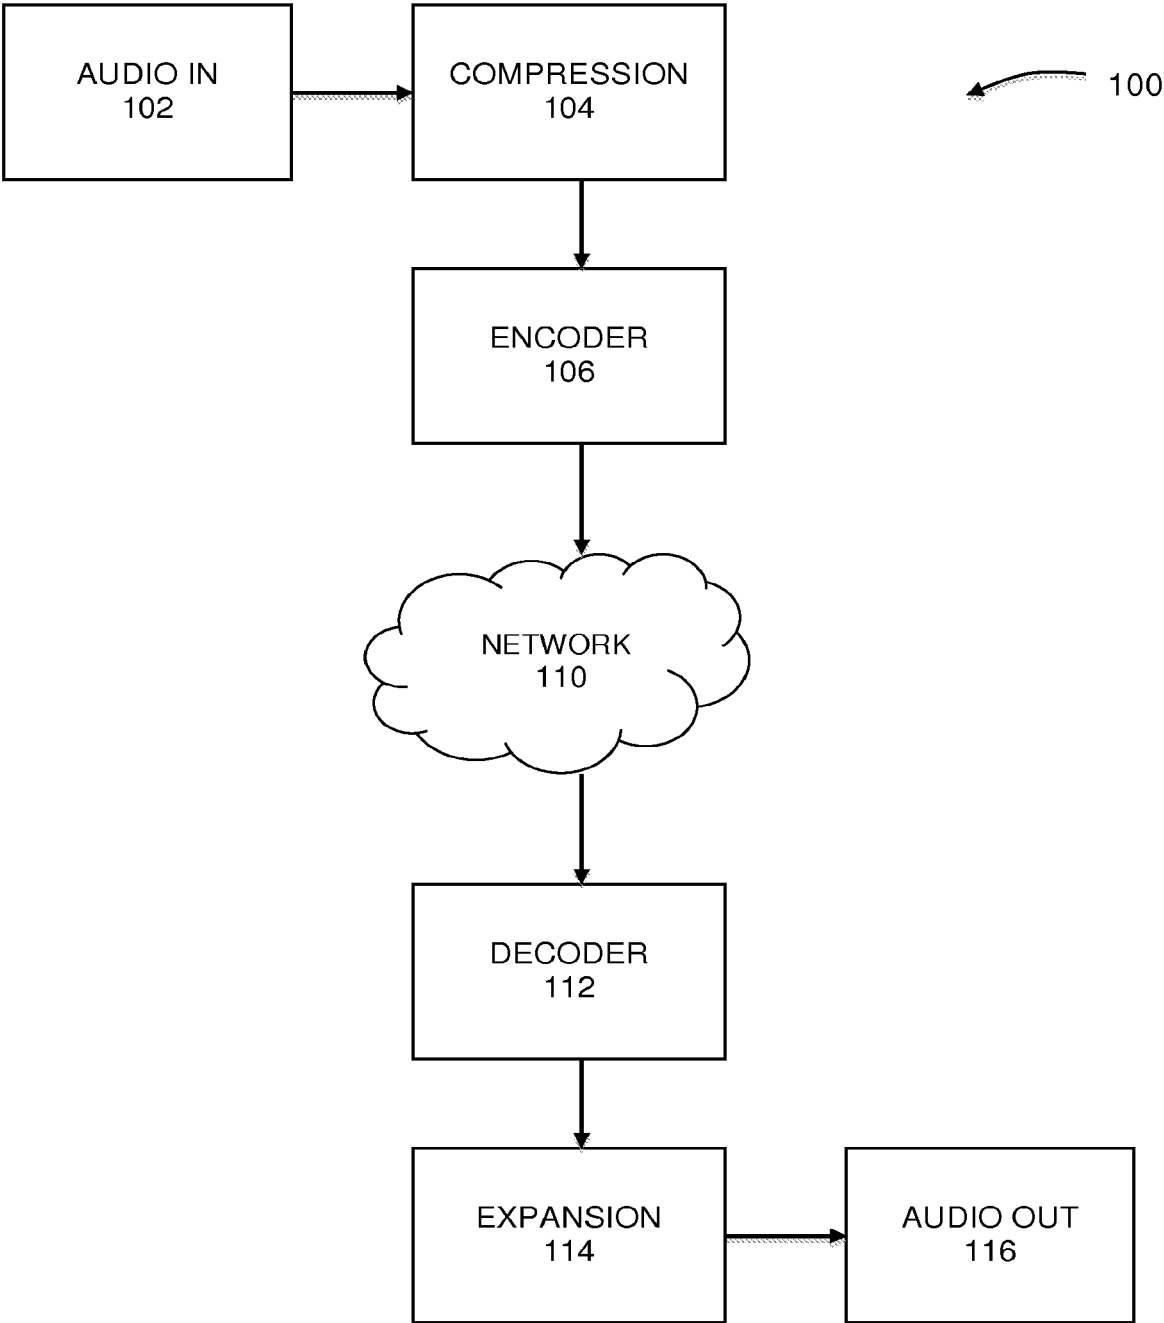 AUDIO IN
102
COMPRESSION
104
100
ENCODER
106
NETWORK
110
DECODER
112
EXPANSION
114
AUDIO OUT
116